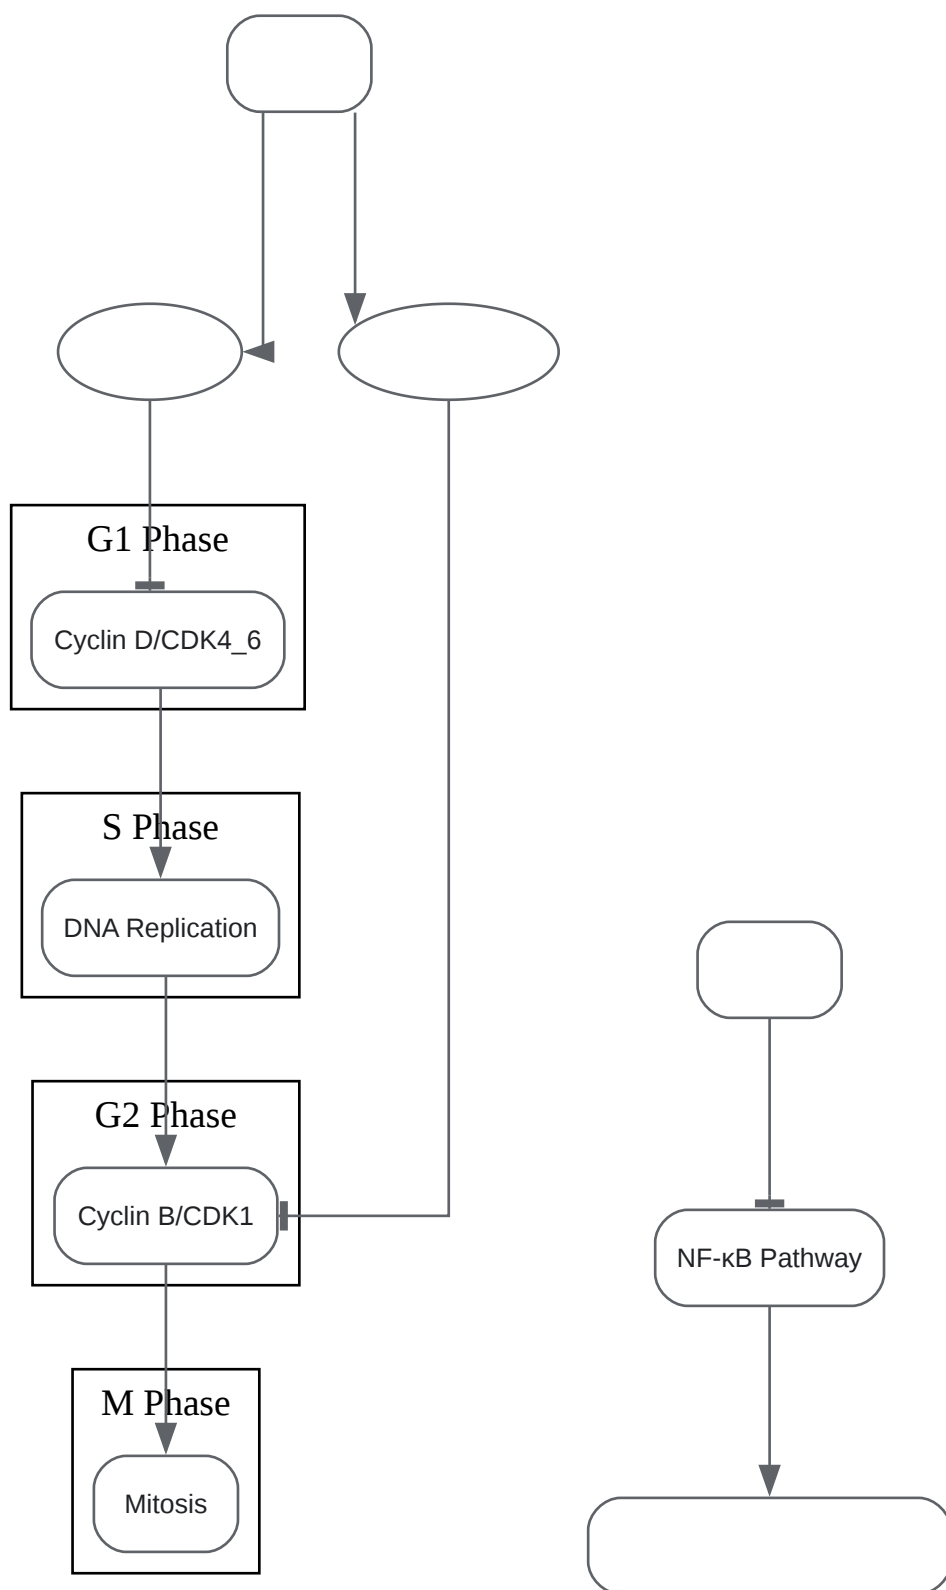 G1 Phase
Cyclin D/CDK4_6
S Phase
DNA Replication
G2 Phase
Cyclin B/CDK1
NF-κB Pathway
M Phase
Mitosis